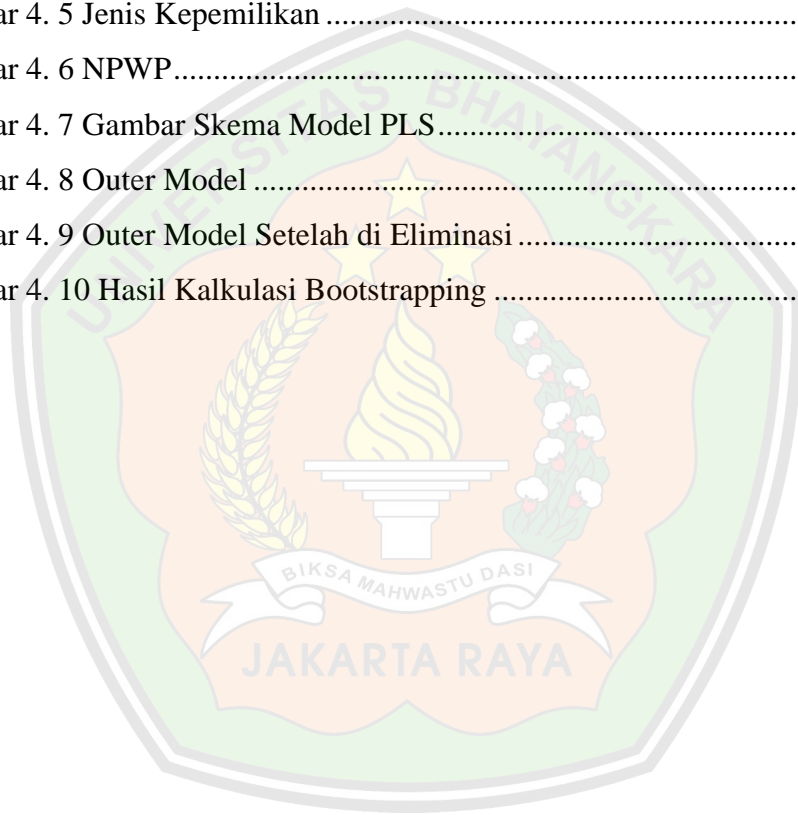 ar 4. 5 Jenis Kepemilikan ...........................................................
ar 4. 6 NPWP...............................................................................
ar 4. 7 Gambar Skema Model PLS.............................................
ar 4. 8 Outer Model .....................................................................
ar 4. 9 Outer Model Setelah di Eliminasi ...................................
ar 4. 10 Hasil Kalkulasi Bootstrapping ......................................
UNIVERSITAS BHAYANGKARA
BIKSA MAHWASTU DASI
JAKARTA RAYA